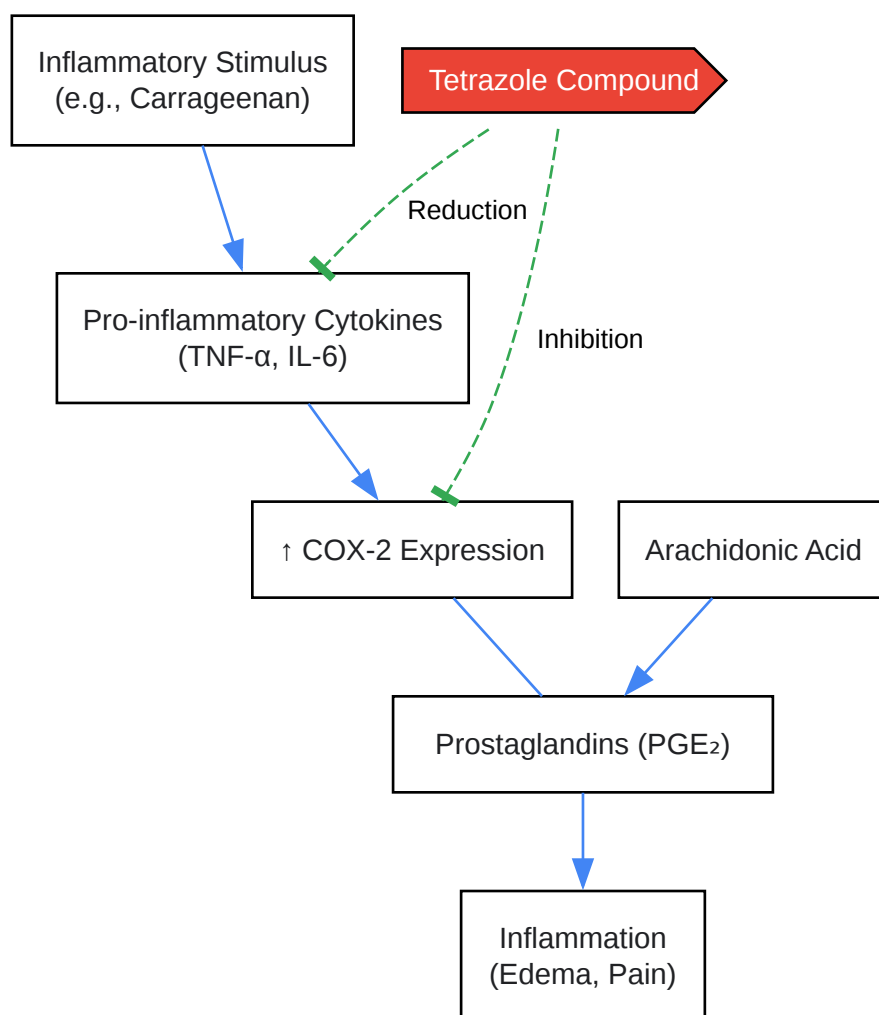 Inflammatory Stimulus
(e.g., Carrageenan)
Tetrazole Compound
Reduction
Pro-inflammatory Cytokines
(TNF-α, IL-6)
Inhibition
↑ COX-2 Expression
Arachidonic Acid
Prostaglandins (PGE₂)
Inflammation
(Edema, Pain)